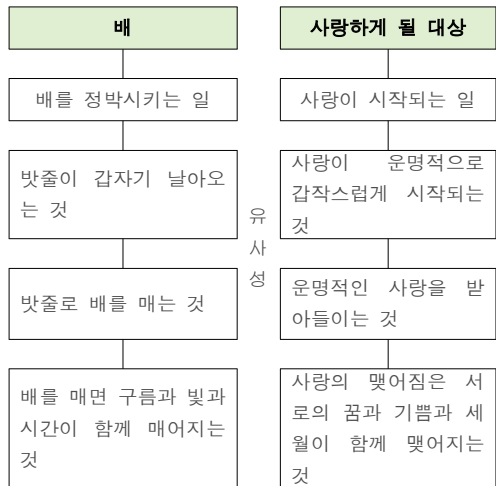 배
배를 정박시키는 일
밧줄이 갑자기 날아오
는 것
밧줄로 배를 매는 것
배를 매면 구름과 빛과
시간이 함께 매어지는
것
유
사
성
사랑하게 될 대상
사랑이 시작되는 일
사랑이 운명적으로
갑작스럽게 시작되는
것
운명적인 사랑을 받
아들이는 것
사랑의 맺어짐은 서
로의 꿈과 기쁨과 세
월이 함께 맺어지는
것